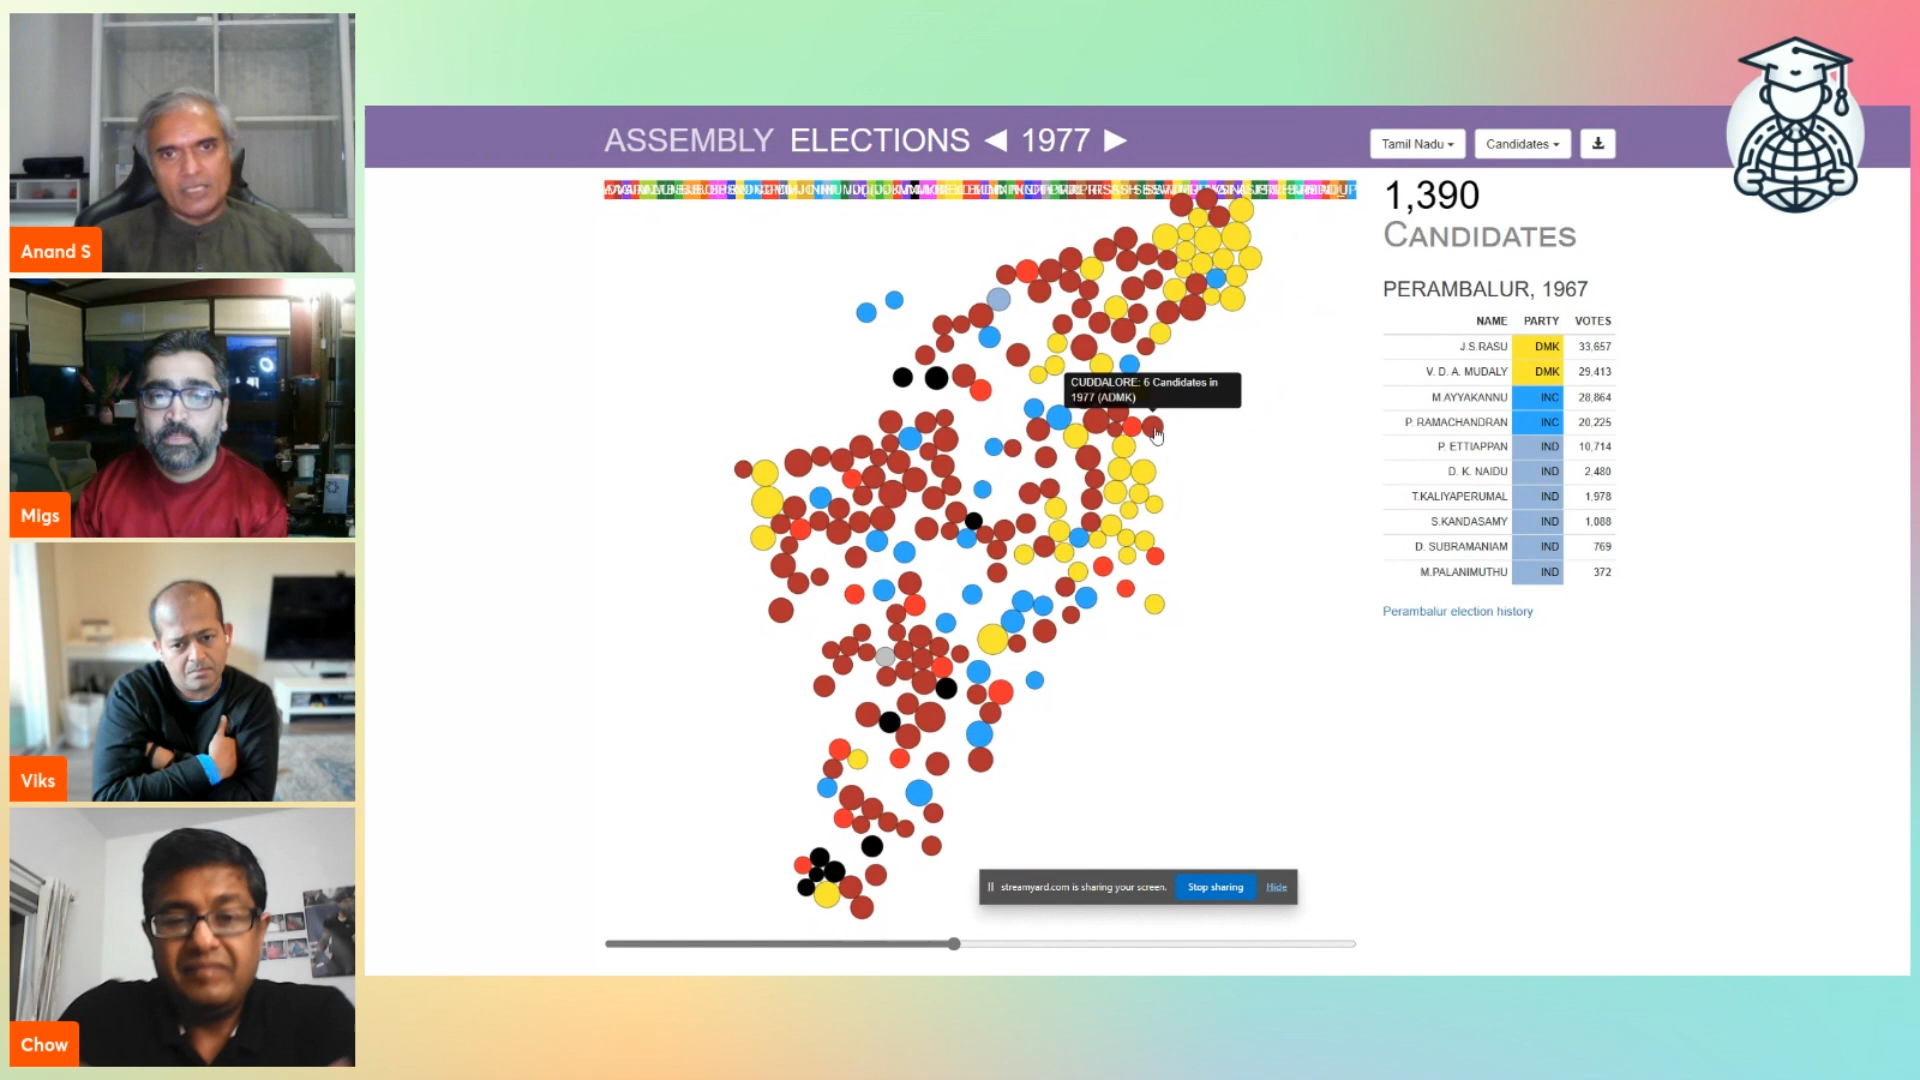 Anand S
Migs
Viks
Chow
ASSEMBLY ELECTIONS ◀ 1977 ▶
Tamil Nadu
Candidates
1,390
CANDIDATES
PERAMBALUR, 1967
NAME PARTY VOTES
J.S.RASU DMK 33,657
V. D. A. MUDALY DMK 29,413
M.AYYAKANNU INC 28,864
P. RAMACHANDRAN INC 20,225
P. ETTIAPPAN IND 10,714
D. K. NAIDU IND 2,480
T.KALIYAPERUMAL IND 1,978
S.KANDASAMY IND 1,088
D. SUBRAMANIAM IND 769
M.PALANIMUTHU IND 372
Perambalur election history
CUDDALORE: 6 Candidates in
1977 (ADMK)
streamyard.com is sharing your screen. Stop sharing Hide